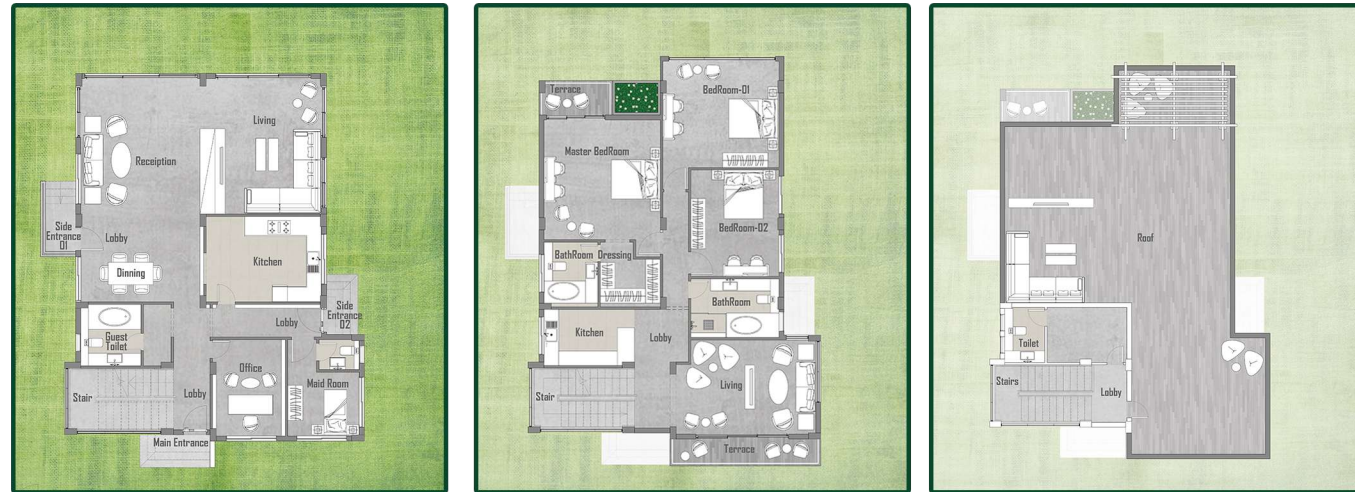 Living
Receiption
Side
Entrance
01
Lobby
Kitchen
Dinning
Side
Entrance
02
Lobby
Guest
Toilet
Office
Maid Room
Stair
Lobby
Main Entrance
Terrace
BedRoom-01
Master BedRoom
BedRoom-02
BathRoom
Dressing
BathRoom
Kitchen
Lobby
Living
Stair
Terrace
Roof
Toilet
Stairs
Lobby